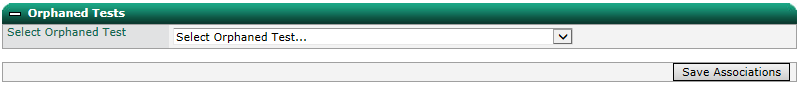 Orphaned Tests
Select Orphaned Test
Select Orphaned Test...
Save Associations